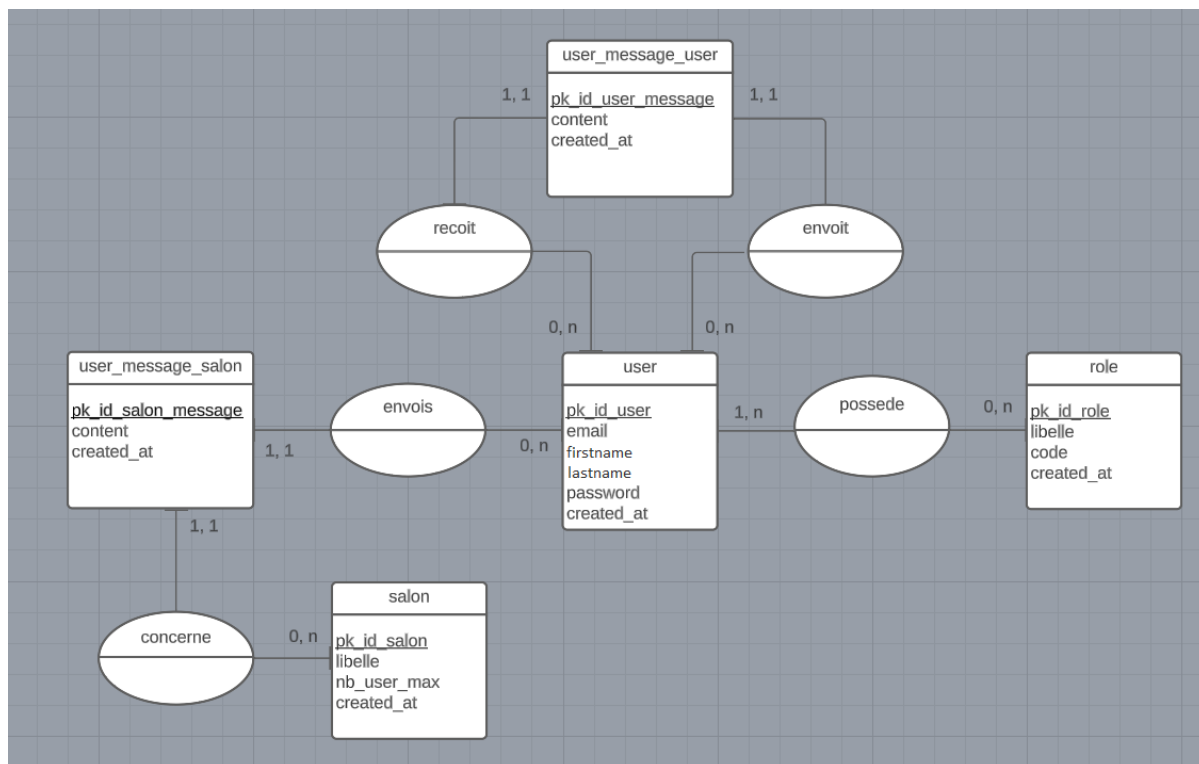 user_message_user
1, 1
pk_id_user_message
1, 1
content
created_at
recoit
envoit
0, n
0, n
user_message_salon
pk_id_salon_message
content
created_at
1, 1
envois
0, n
user
pk_id_user
email
firstname
lastname
password
created_at
1, n
possede
0, n
role
pk_id_role
libelle
code
created_at
1, 1
concerne
0, n
salon
pk_id_salon
libelle
nb_user_max
created_at